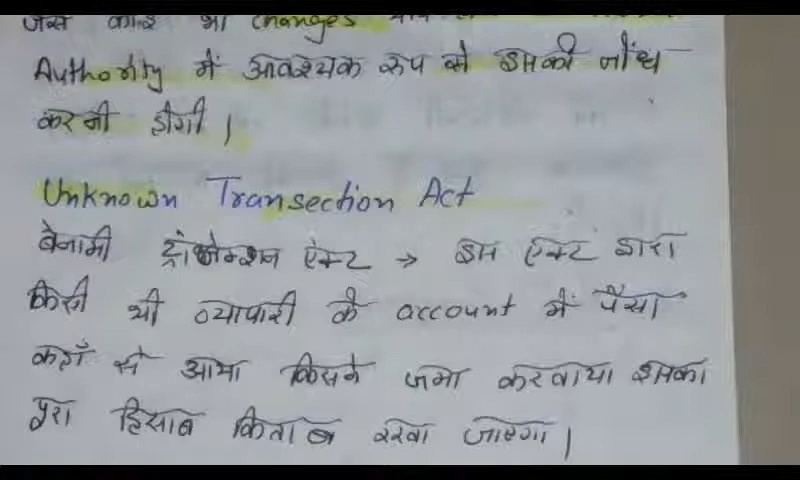 जैसे कोई भी changes
Authority में आवश्यक रूप से इसकी जाँच
करनी होगी।
Unknown Transection Act
बेनामी ट्रांजेक्शन ऐक्ट → इस एक्ट द्वारा
किसी भी व्यापारी के account में पैसा
कहाँ से आया किसने जमा करवाया इसका
पूरा हिसाब किताब रखा जाएगा।